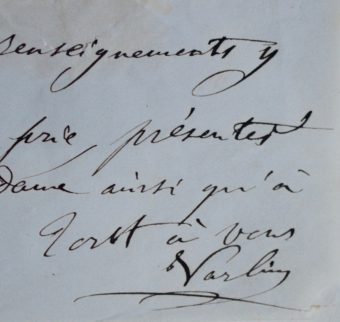 renseignements y
prie, présenter
Dame ainsi qu'à
Tout à vous
Varlin